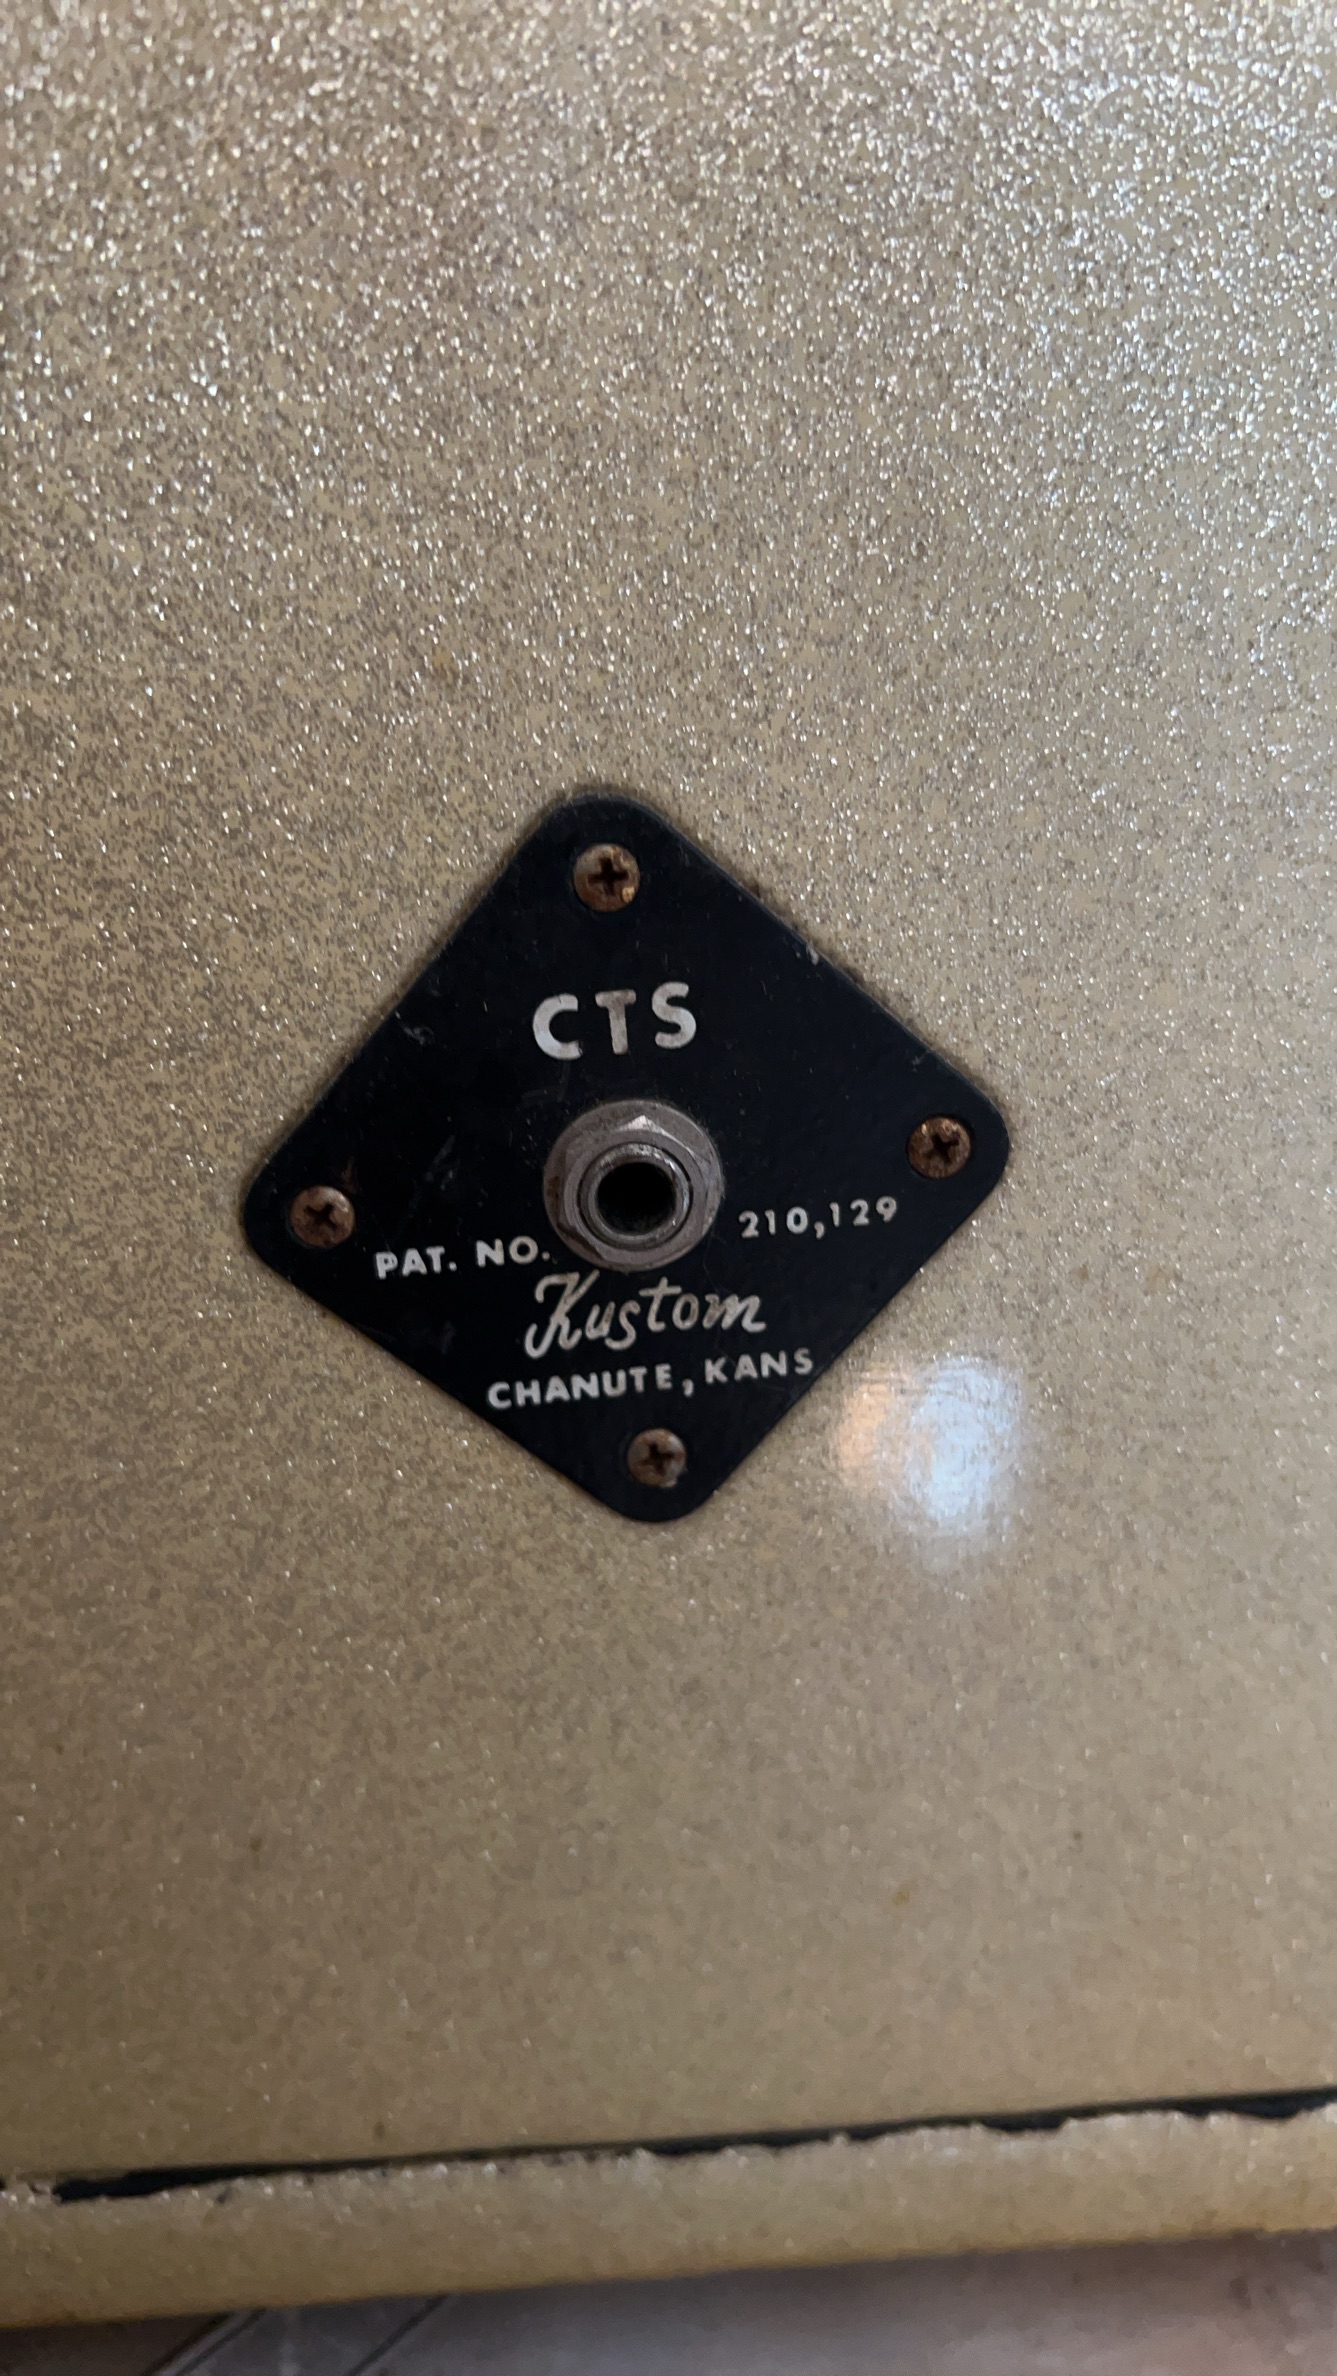 CTS
PAT. NO. 210,129
Kustom
CHANUTE, KANS